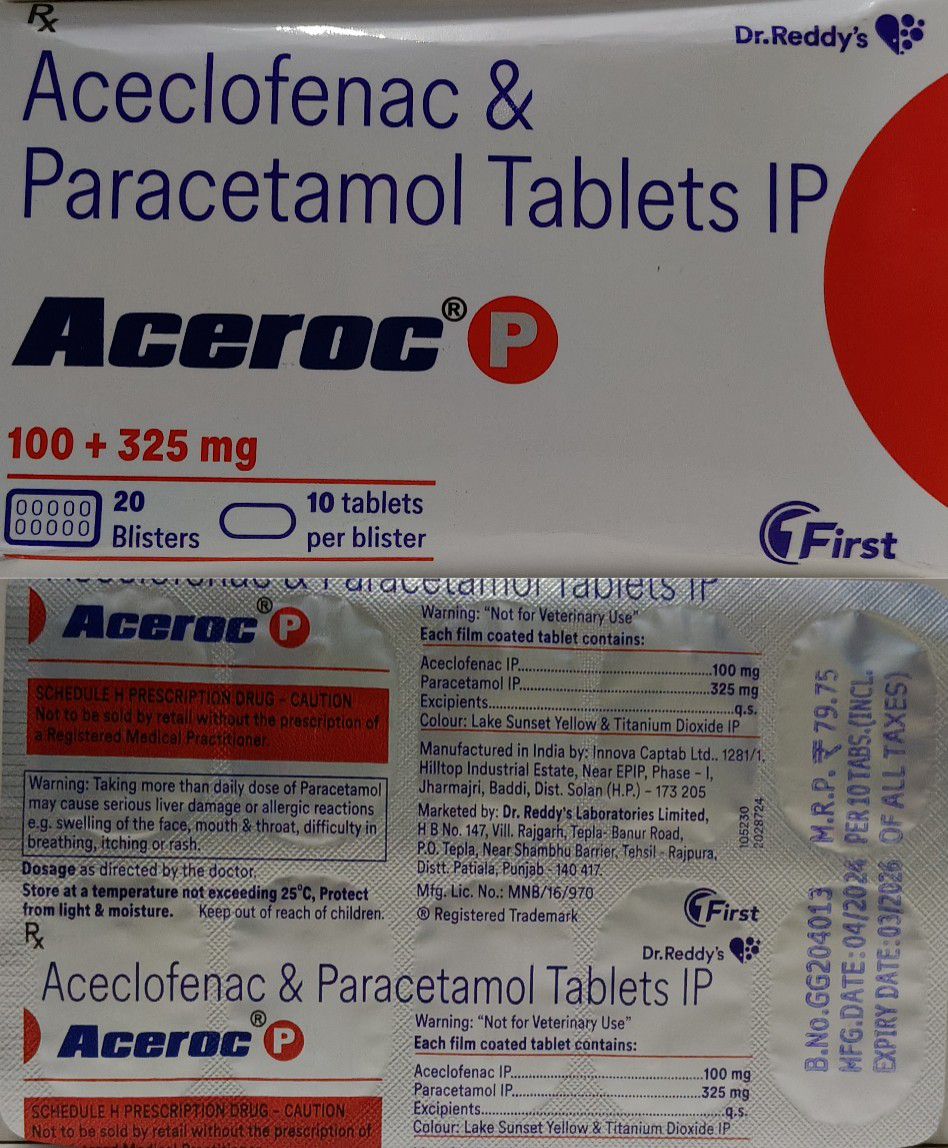 Rx
Dr.Reddy's
Aceclofenac &
Paracetamol Tablets IP
Aceroc® P
100 + 325 mg
20
Blisters
10 tablets
per blister
1First
Aceclofenac & Paracetamol Tablets IP
Aceroc® P
SCHEDULE H PRESCRIPTION DRUG - CAUTION
Not to be sold by retail without the prescription of
a Registered Medical Practitioner.
Warning: Taking more than daily dose of Paracetamol
may cause serious liver damage or allergic reactions
e.g. swelling of the face, mouth & throat, difficulty in
breathing, itching or rash.
Dosage as directed by the doctor.
Store at a temperature not exceeding 25°C, Protect
from light & moisture. Keep out of reach of children.
Warning: "Not for Veterinary Use"
Each film coated tablet contains:
Aceclofenac IP..........100 mg
Paracetamol IP..........325 mg
Excipients..........q.s.
Colour: Lake Sunset Yellow & Titanium Dioxide IP
Manufactured in India by: Innova Captab Ltd.. 1281/1,
Hilltop Industrial Estate, Near EPIP, Phase - I,
Jharmajri, Baddi, Dist. Solan (H.P.) - 173 205
Marketed by: Dr. Reddy's Laboratories Limited,
H B No. 147, Vill. Rajgarh, Tepla- Banur Road,
P.O. Tepla, Near Shambhu Barrier, Tehsil - Rajpura,
Distt. Patiala, Punjab - 140 417.
Mfg. Lic. No.: MNB/16/970
® Registered Trademark
1First
105230
2028724
B.No.GG204013 M.R.P. ₹ 79.75
MFG.DATE:04/2024 PER 10 TABS.(INCL.
EXPIRY DATE:03/2026 OF ALL TAXES)
Rx
Dr.Reddy's
Aceclofenac & Paracetamol Tablets IP
Aceroc® P
SCHEDULE H PRESCRIPTION DRUG - CAUTION
Not to be sold by retail without the prescription of
Warning: "Not for Veterinary Use"
Each film coated tablet contains:
Aceclofenac IP..........100 mg
Paracetamol IP..........325 mg
Excipients..........q.s.
Colour: Lake Sunset Yellow & Titanium Dioxide IP